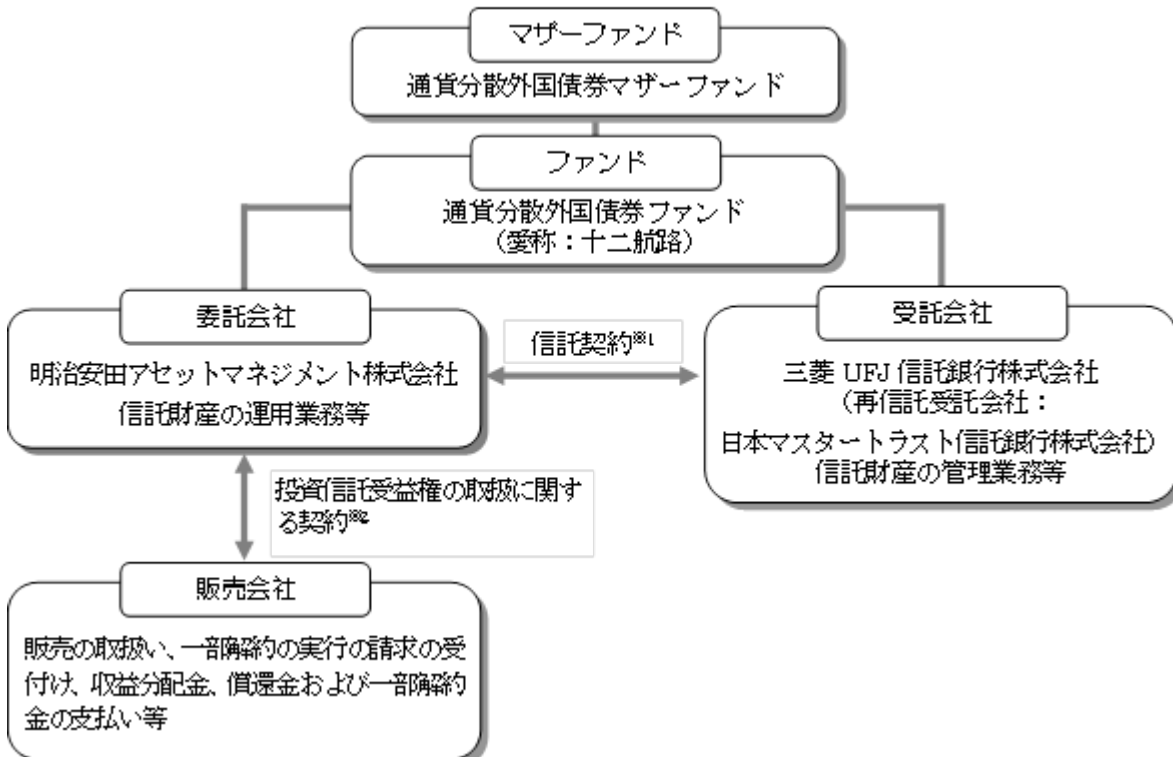 マザーファンド
通貨分散外国債券マザーファンド
ファンド
通貨分散外国債券ファンド
(愛称:十二航路)
委託会社
明治安田アセットマネジメント株式会社
信託財産の運用業務等
信託契約※1
受託会社
三菱 UFJ 信託銀行株式会社
(再信託受託会社:
日本マスタートラスト信託銀行株式会社)
信託財産の管理業務等
投資信託受益権の取扱に関す
る契約※2
販売会社
販売の取扱い、一部解約の実行の請求の受
付け、収益分配金、償還金および一部解約
金の支払い等